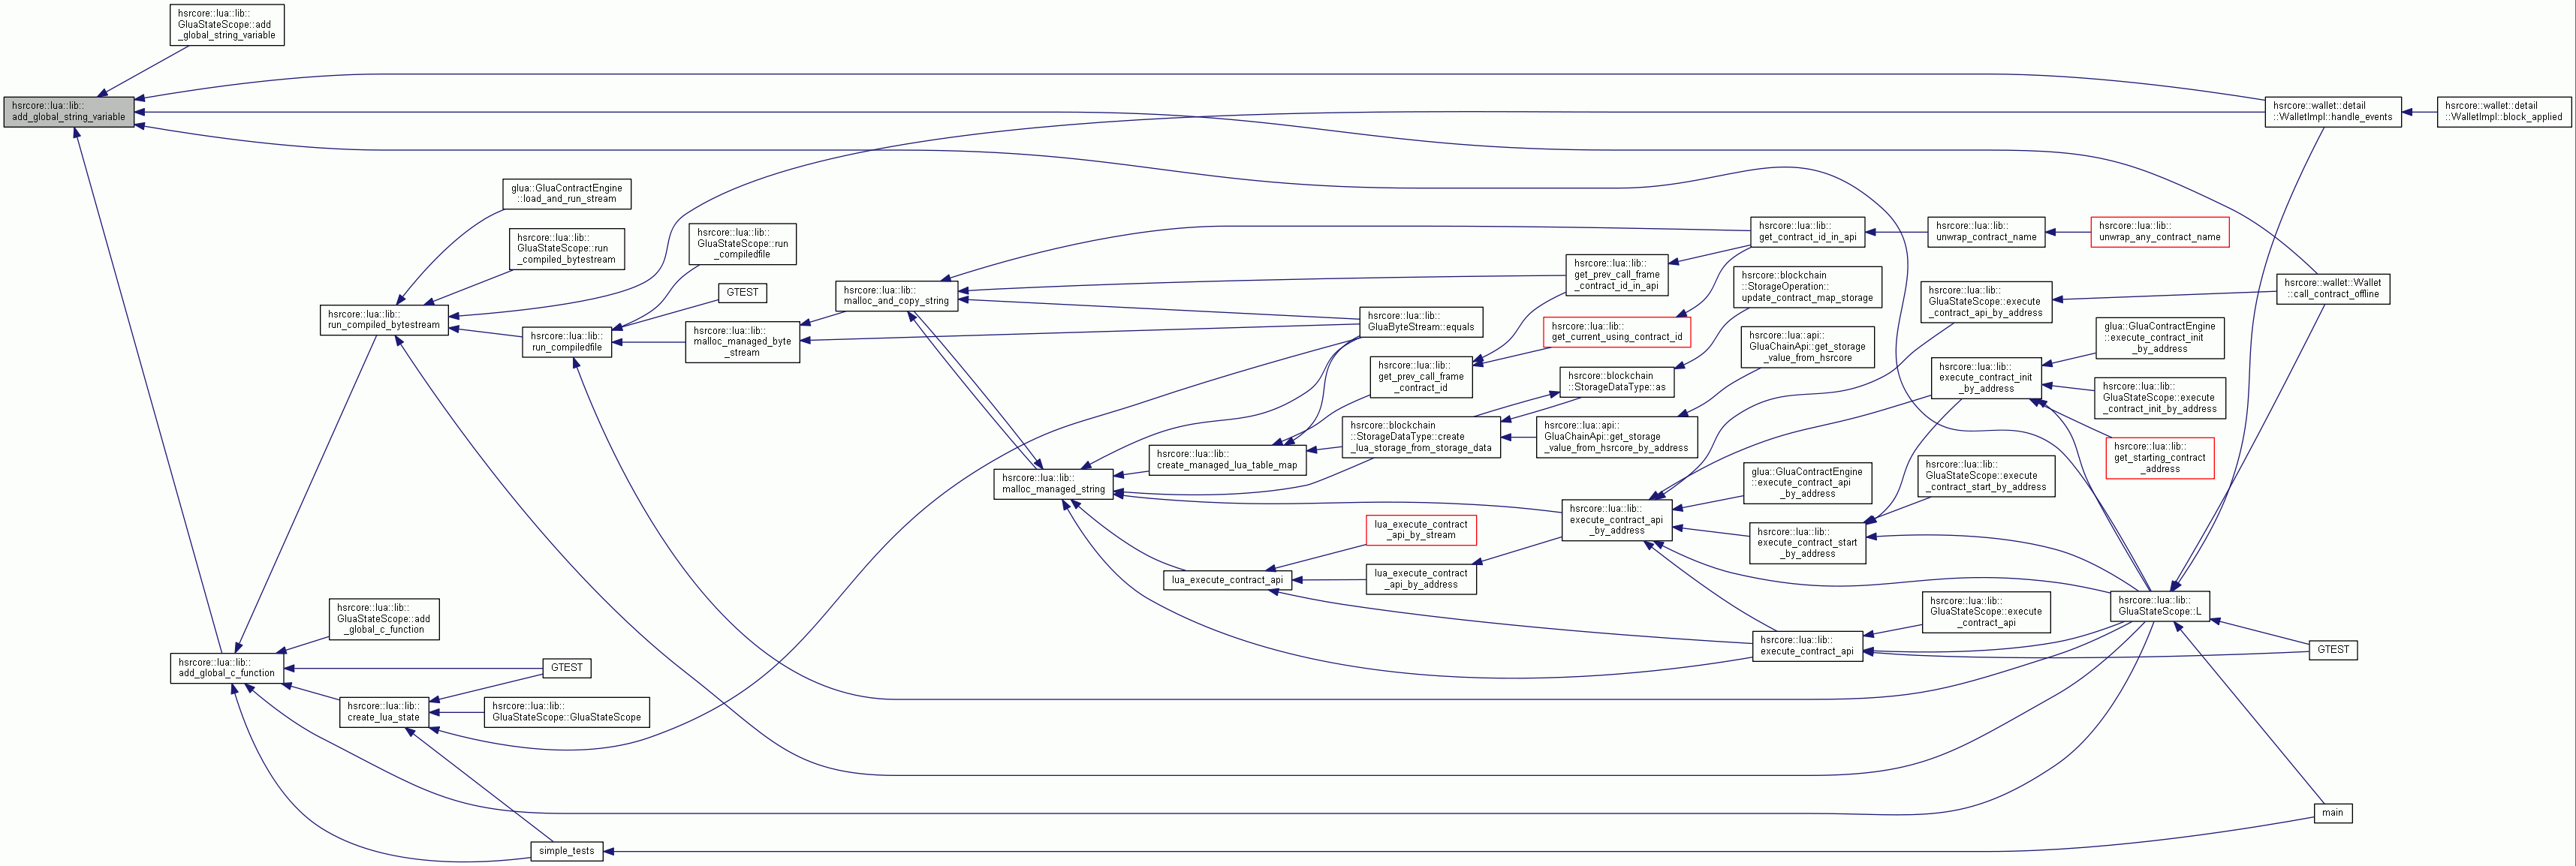 hsrcore::lua::lib::
GluaStateScope::add
_global_string_variable
hsrcore::lua::lib::
add_global_string_variable
hsrcore::wallet::detail
::WalletImpl::handle_events
hsrcore::wallet::detail
::WalletImpl::block_applied
glua::GluaContractEngine
::load_and_run_stream
hsrcore::lua::lib::
GluaStateScope::run
_compiled_bytestream
hsrcore::lua::lib::
GluaStateScope::run
_compiledfile
GTEST
hsrcore::lua::lib::
run_compiled_bytestream
hsrcore::lua::lib::
run_compiledfile
hsrcore::lua::lib::
malloc_managed_byte
_stream
hsrcore::lua::lib::
malloc_and_copy_string
hsrcore::lua::lib::
GluaByteStream::equals
hsrcore::lua::lib::
get_prev_call_frame
_contract_id
hsrcore::lua::lib::
get_prev_call_frame
_contract_id_in_api
hsrcore::lua::lib::
get_current_using_contract_id
hsrcore::lua::lib::
get_contract_id_in_api
hsrcore::lua::lib::
unwrap_contract_name
hsrcore::lua::lib::
unwrap_any_contract_name
hsrcore::blockchain
::StorageOperation::
update_contract_map_storage
hsrcore::lua::api::
GluaChainApi::get_storage
_value_from_hsrcore
hsrcore::blockchain
::StorageDataType::as
hsrcore::blockchain
::StorageDataType::create
_lua_storage_from_storage_data
hsrcore::lua::api::
GluaChainApi::get_storage
_value_from_hsrcore_by_address
hsrcore::lua::lib::
create_managed_lua_table_map
hsrcore::lua::lib::
malloc_managed_string
hsrcore::lua::lib::
GluaStateScope::execute
_contract_api_by_address
hsrcore::wallet::Wallet
::call_contract_offline
glua::GluaContractEngine
::execute_contract_init
_by_address
hsrcore::lua::lib::
execute_contract_init
_by_address
hsrcore::lua::lib::
GluaStateScope::execute
_contract_init_by_address
hsrcore::lua::lib::
get_starting_contract
_address
glua::GluaContractEngine
::execute_contract_api
_by_address
hsrcore::lua::lib::
GluaStateScope::execute
_contract_start_by_address
hsrcore::lua::lib::
execute_contract_api
_by_address
hsrcore::lua::lib::
execute_contract_start
_by_address
lua_execute_contract
_api_by_stream
lua_execute_contract_api
lua_execute_contract
_api_by_address
hsrcore::lua::lib::
GluaStateScope::execute
_contract_api
hsrcore::lua::lib::
execute_contract_api
hsrcore::lua::lib::
GluaStateScope::L
GTEST
hsrcore::lua::lib::
GluaStateScope::add
_global_c_function
hsrcore::lua::lib::
add_global_c_function
GTEST
hsrcore::lua::lib::
create_lua_state
hsrcore::lua::lib::
GluaStateScope::GluaStateScope
main
simple_tests